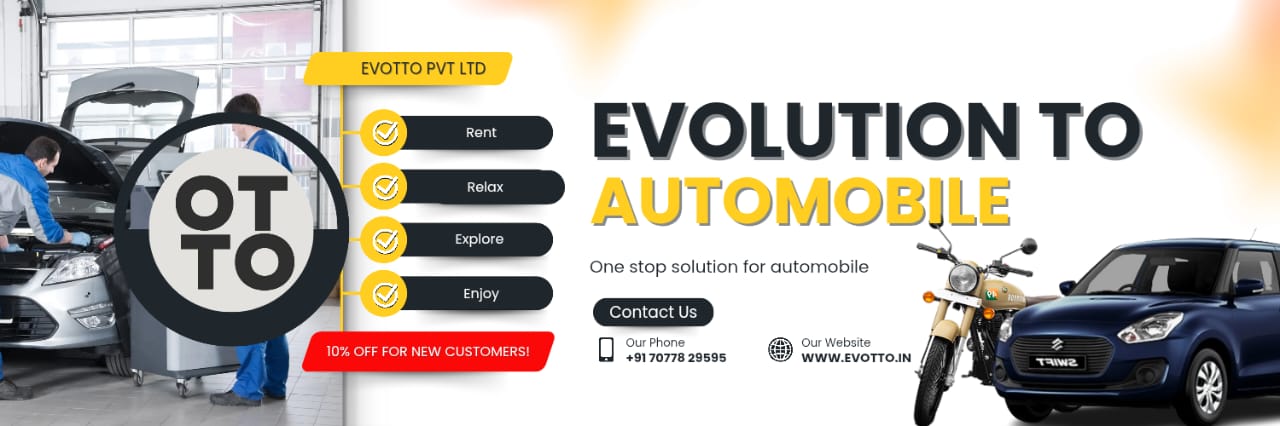 EVOTTO PVT LTD
OT
TO
Rent
Relax
Explore
Enjoy
10% OFF FOR NEW CUSTOMERS!
EVOLUTION TO
AUTOMOBILE
One stop solution for automobile
Contact Us
Our Phone
+91 70778 29595
Our Website
WWW.EVOTTO.IN
SWIFT